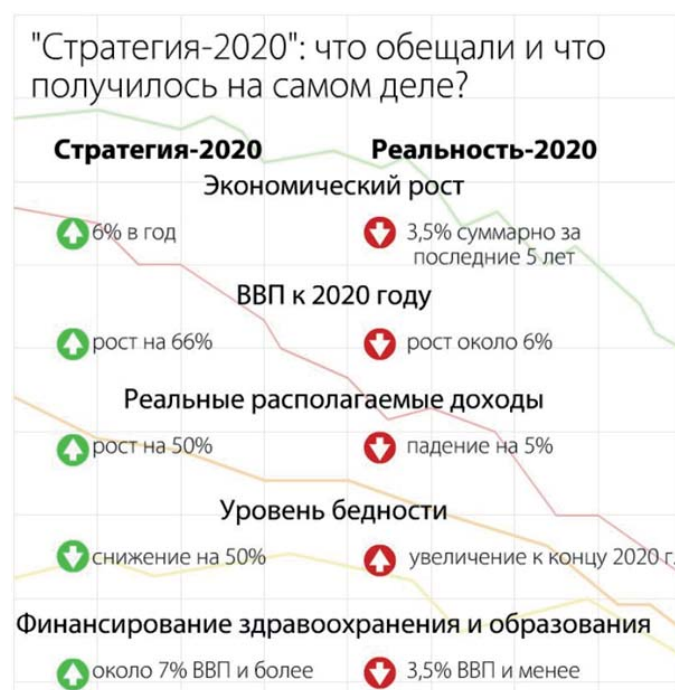 "Стратегия-2020": что обещали и что
получилось на самом деле?
Стратегия-2020 Реальность-2020
Экономический рост
6% в год 3,5% суммарно за
последние 5 лет
ВВП к 2020 году
рост на 66% рост около 6%
Реальные располагаемые доходы
рост на 50% падение на 5%
Уровень бедности
снижение на 50% увеличение к концу 2020 г.
Финансирование здравоохранения и образования
около 7% ВВП и более 3,5% ВВП и менее